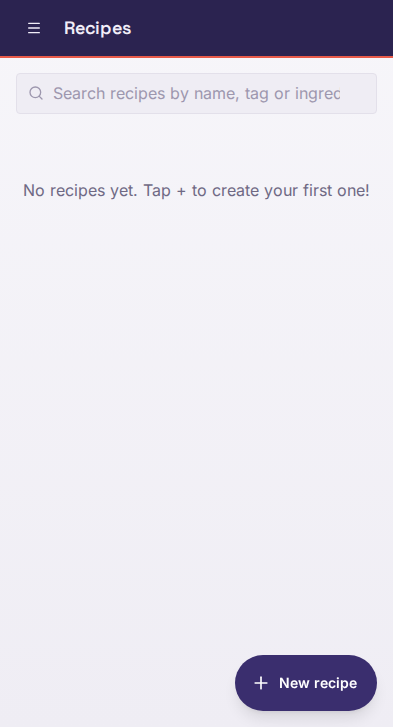 Recipes
Search recipes by name, tag or ingred
No recipes yet. Tap + to create your first one!
New recipe